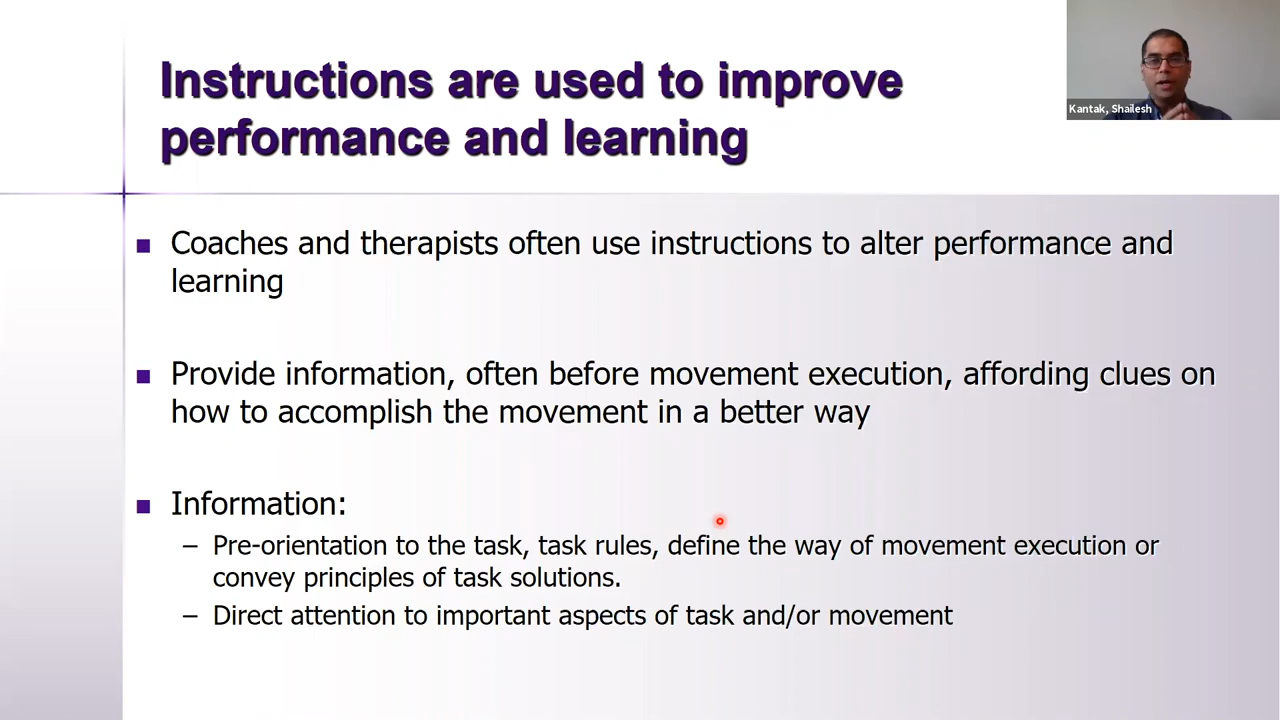 Instructions are used to improve
performance and learning
Kantak, Shailesh
■ Coaches and therapists often use instructions to alter performance and
learning
■ Provide information, often before movement execution, affording clues on
how to accomplish the movement in a better way
■ Information:
– Pre-orientation to the task, task rules, define the way of movement execution or
convey principles of task solutions.
– Direct attention to important aspects of task and/or movement